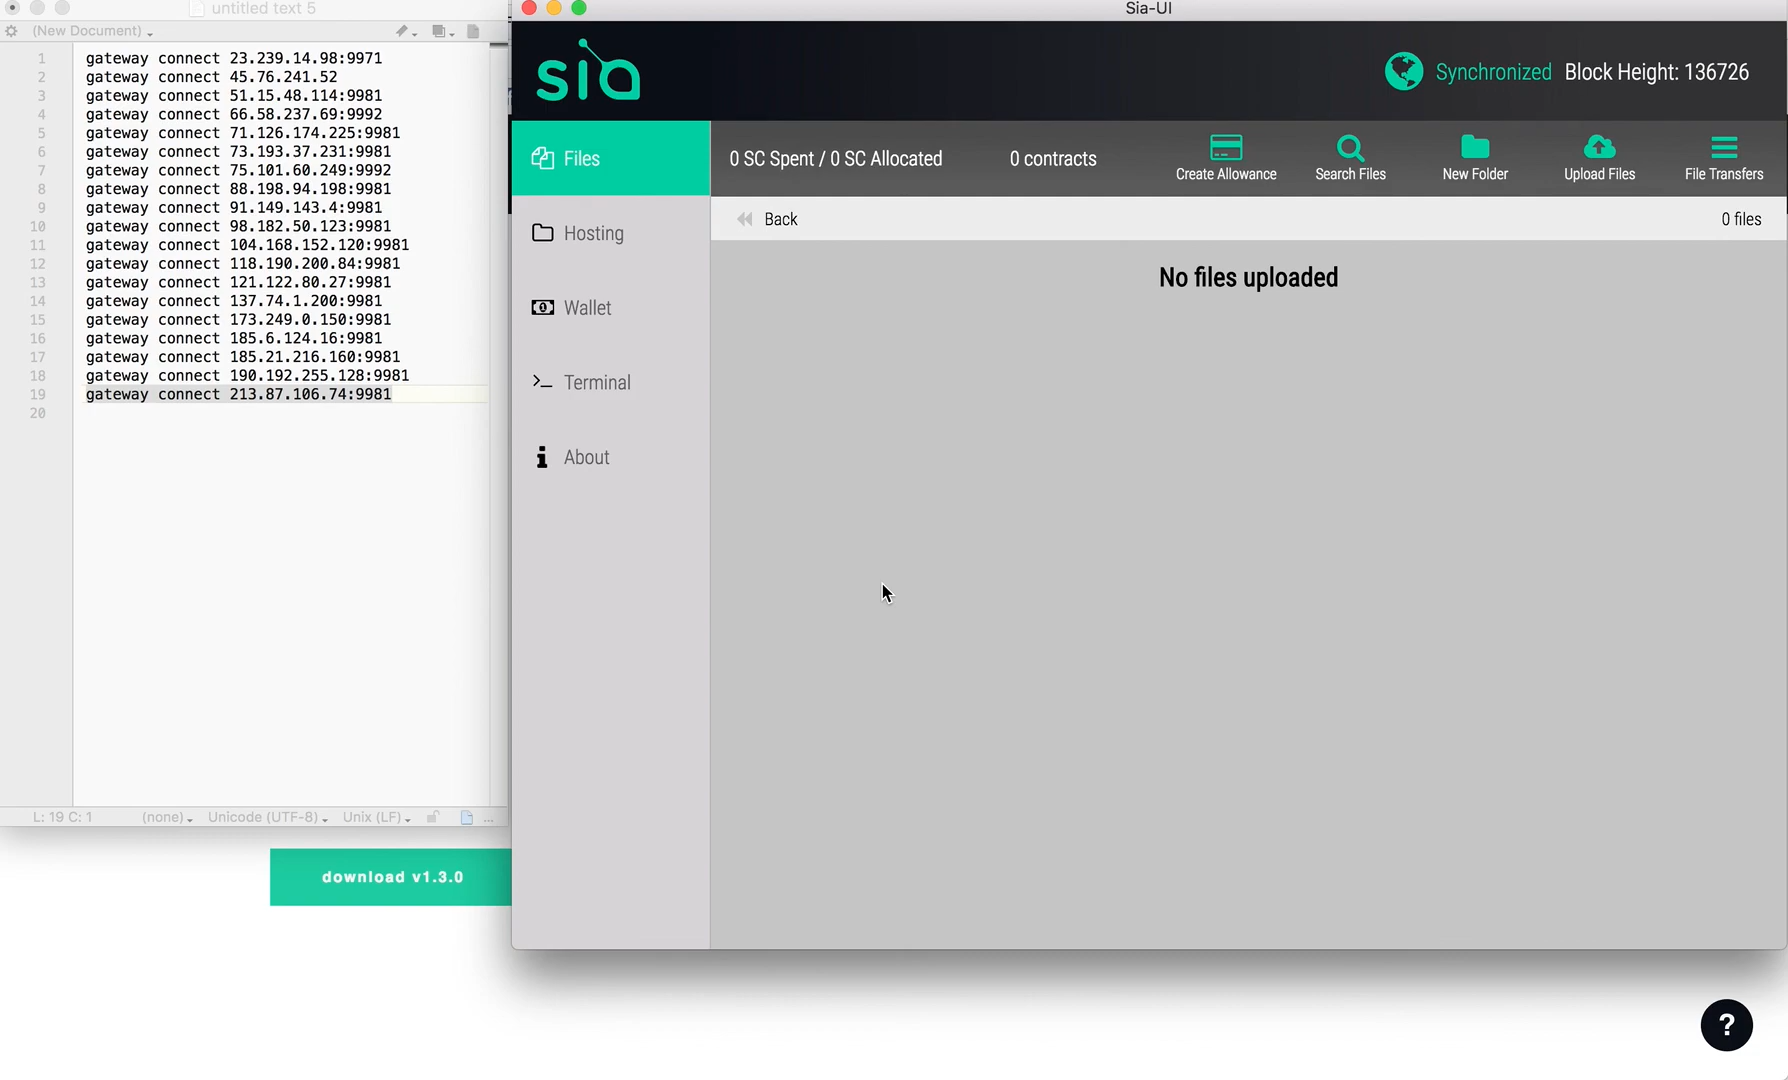 untitled text 5
(New Document)
1 gateway connect 23.239.14.98:9971
2 gateway connect 45.76.241.52
3 gateway connect 51.15.48.114:9981
4 gateway connect 66.58.237.69:9992
5 gateway connect 71.126.174.225:9981
6 gateway connect 73.193.37.231:9981
7 gateway connect 75.101.60.249:9992
8 gateway connect 88.198.94.198:9981
9 gateway connect 91.149.143.4:9981
10 gateway connect 98.182.50.123:9981
11 gateway connect 104.168.152.120:9981
12 gateway connect 118.190.200.84:9981
13 gateway connect 121.122.80.27:9981
14 gateway connect 137.74.1.200:9981
15 gateway connect 173.249.0.150:9981
16 gateway connect 185.6.124.16:9981
17 gateway connect 185.21.216.160:9981
18 gateway connect 190.192.255.128:9981
19 gateway connect 213.87.106.74:9981
20
L: 19 C: 1 (none) Unicode (UTF-8) Unix (LF) ...
download v1.3.0
Sia-UI
sia
Synchronized Block Height: 136726
Files
Hosting
Wallet
Terminal
About
0 SC Spent / 0 SC Allocated 0 contracts
Create Allowance
Search Files
New Folder
Upload Files
File Transfers
Back 0 files
No files uploaded
?